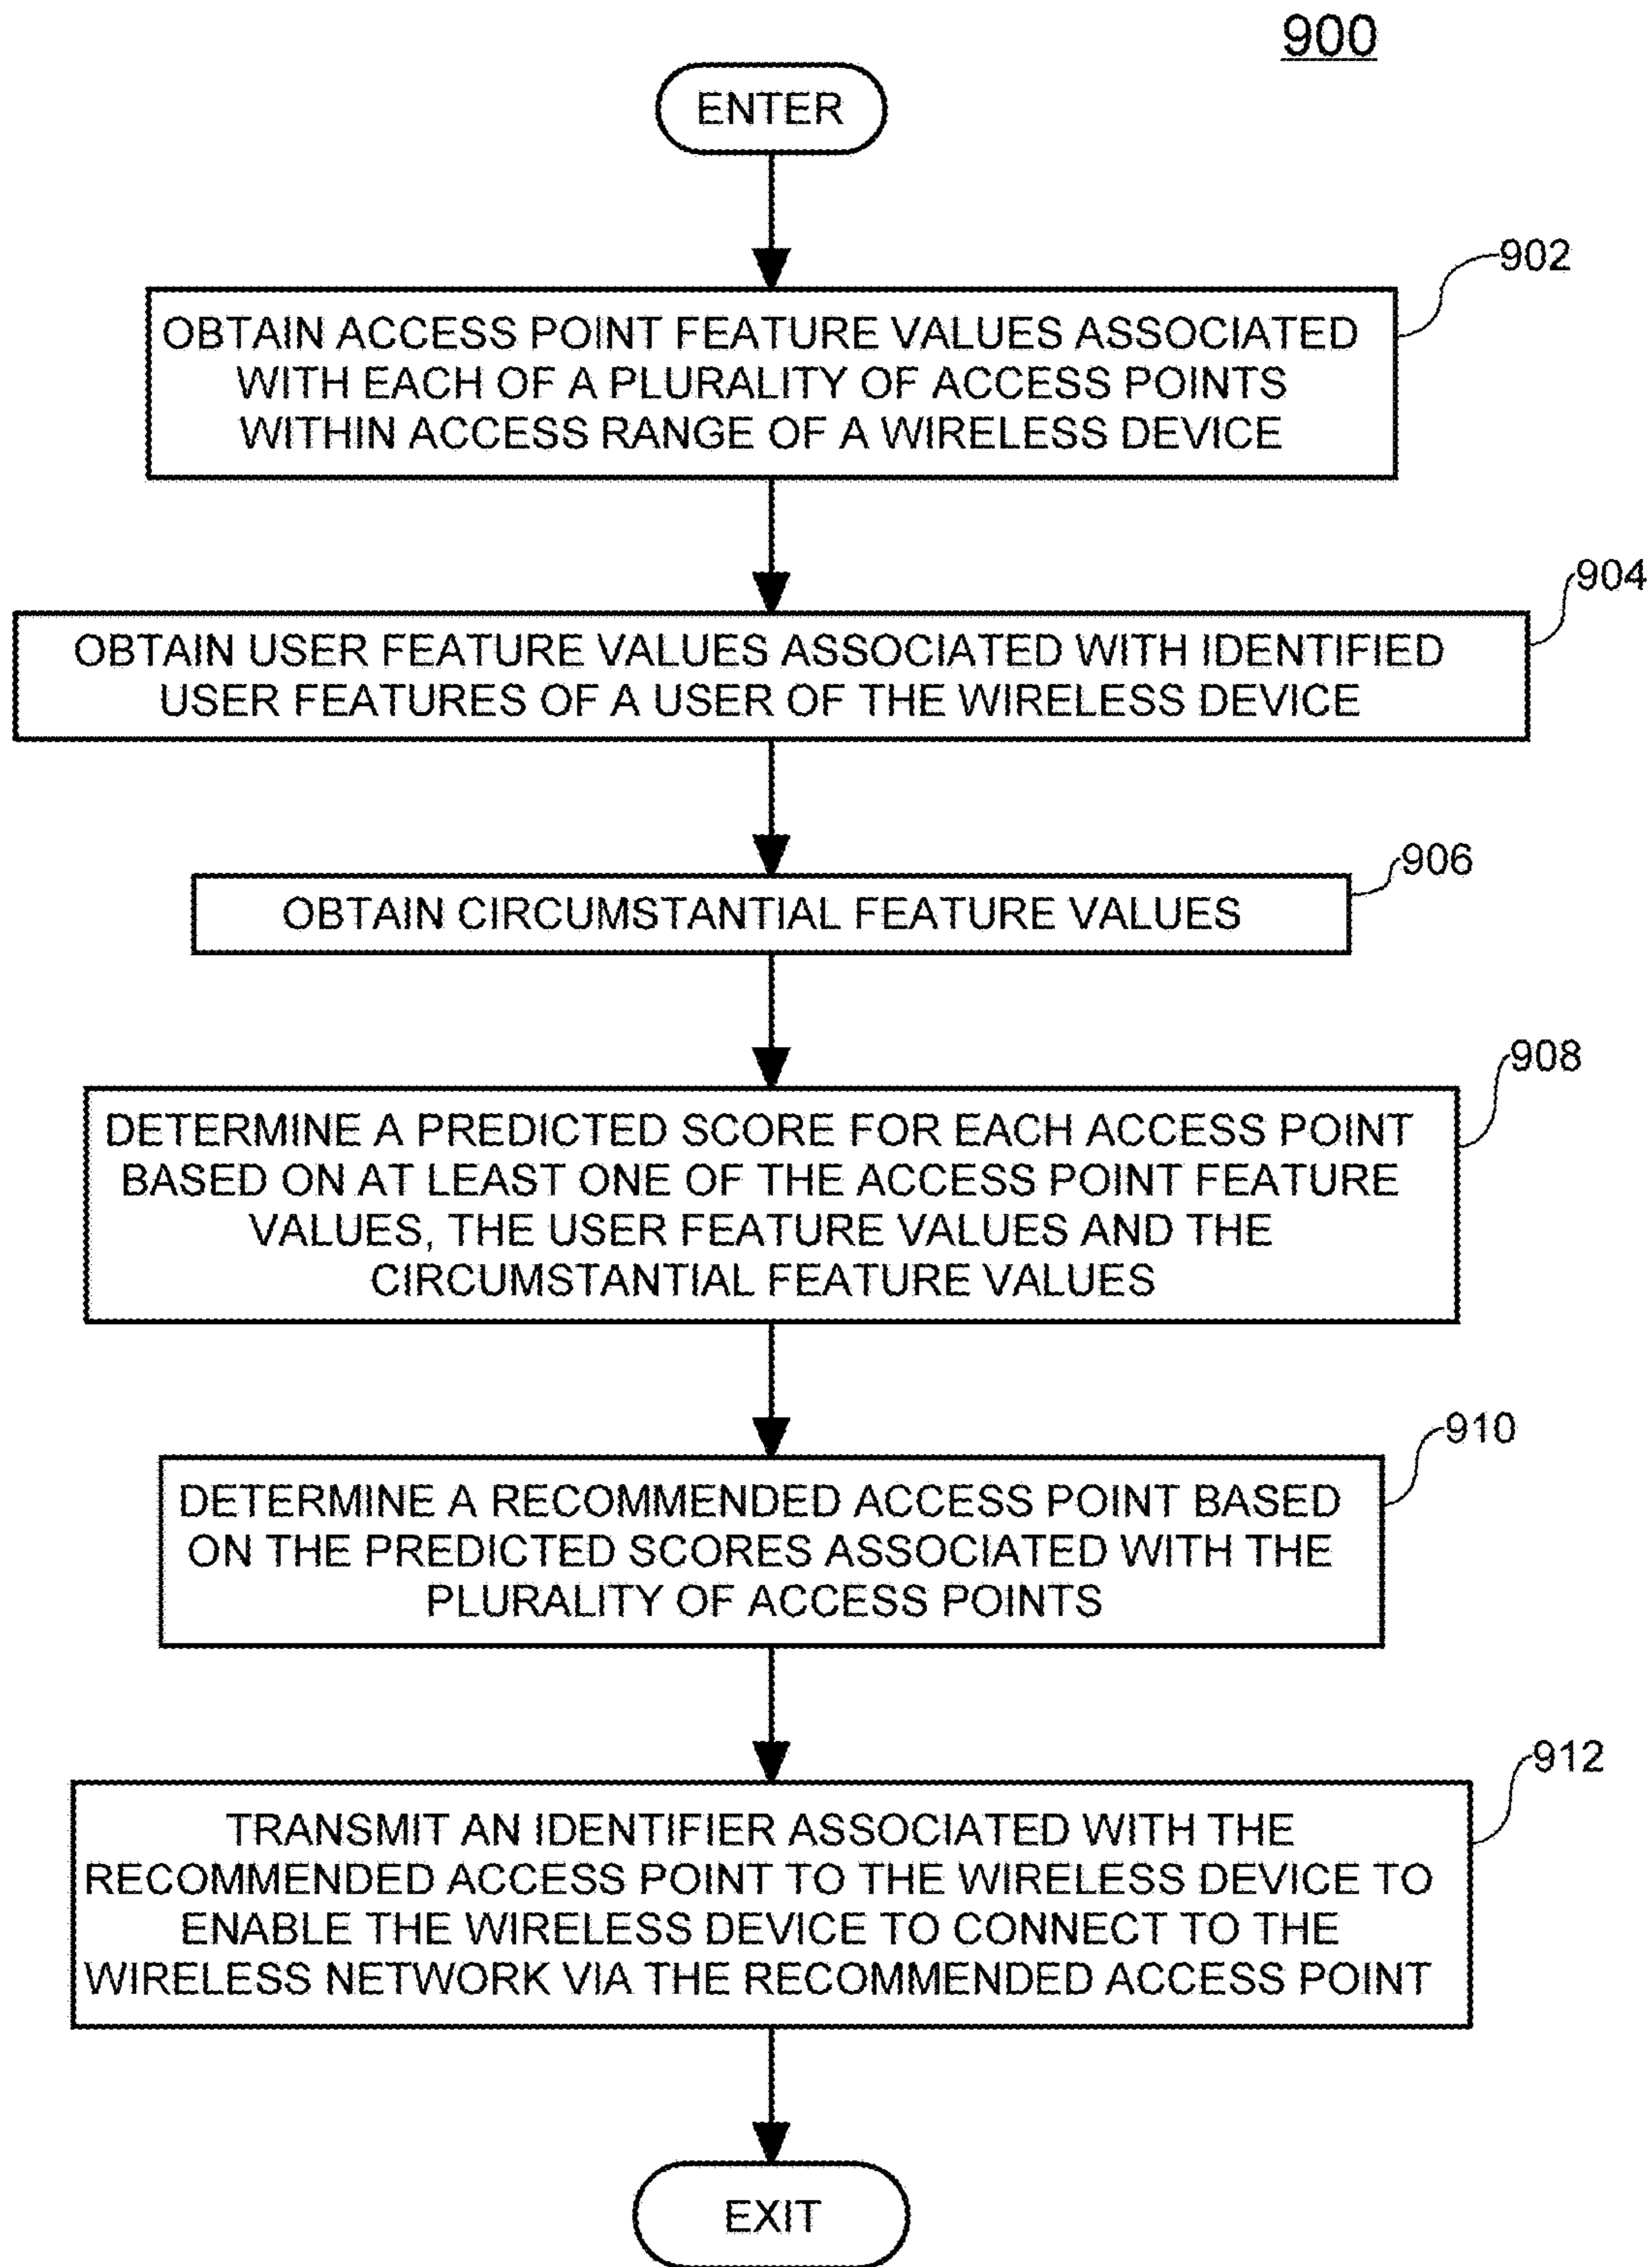 900
ENTER
902
OBTAIN ACCESS POINT FEATURE VALUES ASSOCIATED
WITH EACH OF A PLURALITY OF ACCESS POINTS
WITHIN ACCESS RANGE OF A WIRELESS DEVICE
904
OBTAIN USER FEATURE VALUES ASSOCIATED WITH IDENTIFIED
USER FEATURES OF A USER OF THE WIRELESS DEVICE
906
OBTAIN CIRCUMSTANTIAL FEATURE VALUES
908
DETERMINE A PREDICTED SCORE FOR EACH ACCESS POINT
BASED ON AT LEAST ONE OF THE ACCESS POINT FEATURE
VALUES, THE USER FEATURE VALUES AND THE
CIRCUMSTANTIAL FEATURE VALUES
910
DETERMINE A RECOMMENDED ACCESS POINT BASED
ON THE PREDICTED SCORES ASSOCIATED WITH THE
PLURALITY OF ACCESS POINTS
912
TRANSMIT AN IDENTIFIER ASSOCIATED WITH THE
RECOMMENDED ACCESS POINT TO THE WIRELESS DEVICE TO
ENABLE THE WIRELESS DEVICE TO CONNECT TO THE
WIRELESS NETWORK VIA THE RECOMMENDED ACCESS POINT
EXIT